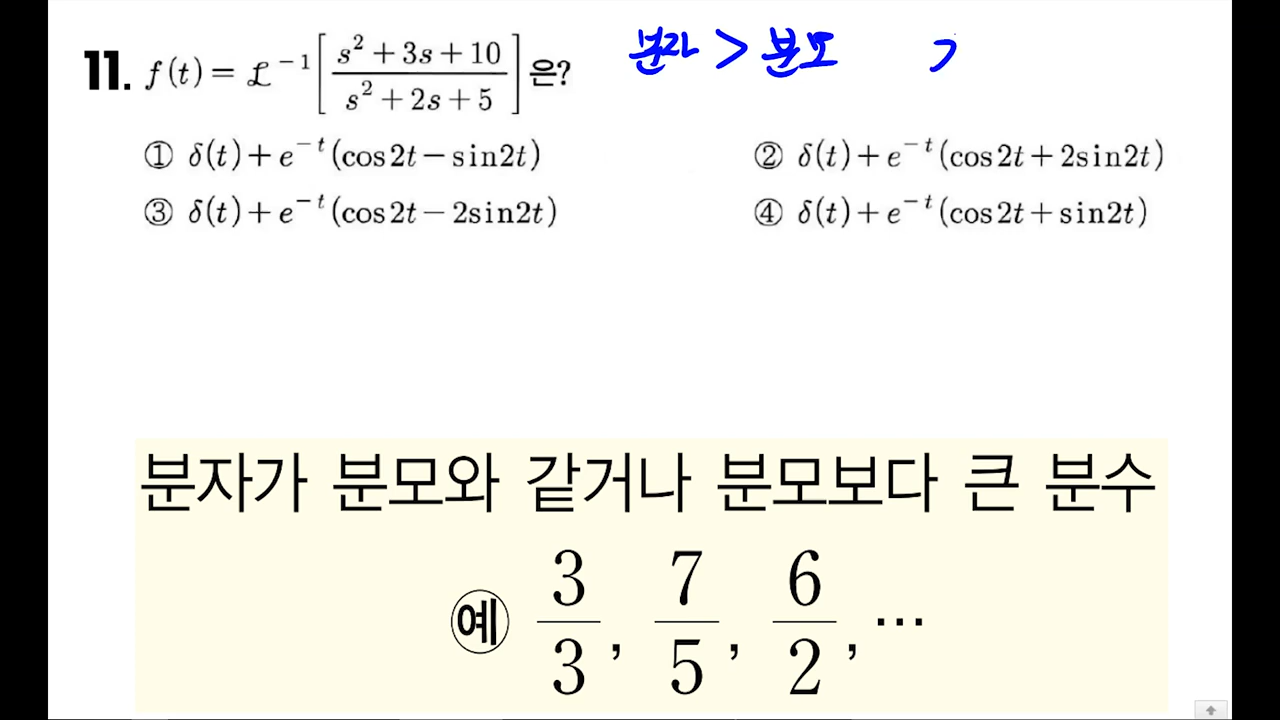 11. f(t) = ℒ⁻¹[(s² + 3s + 10)/(s² + 2s + 5)]은? 분자 > 분모
① δ(t) + e⁻ᵗ(cos2t − sin2t) ② δ(t) + e⁻ᵗ(cos2t + 2sin2t)
③ δ(t) + e⁻ᵗ(cos2t − 2sin2t) ④ δ(t) + e⁻ᵗ(cos2t + sin2t)
분자가 분모와 같거나 분모보다 큰 분수
예 3/3, 7/5, 6/2, ⋯